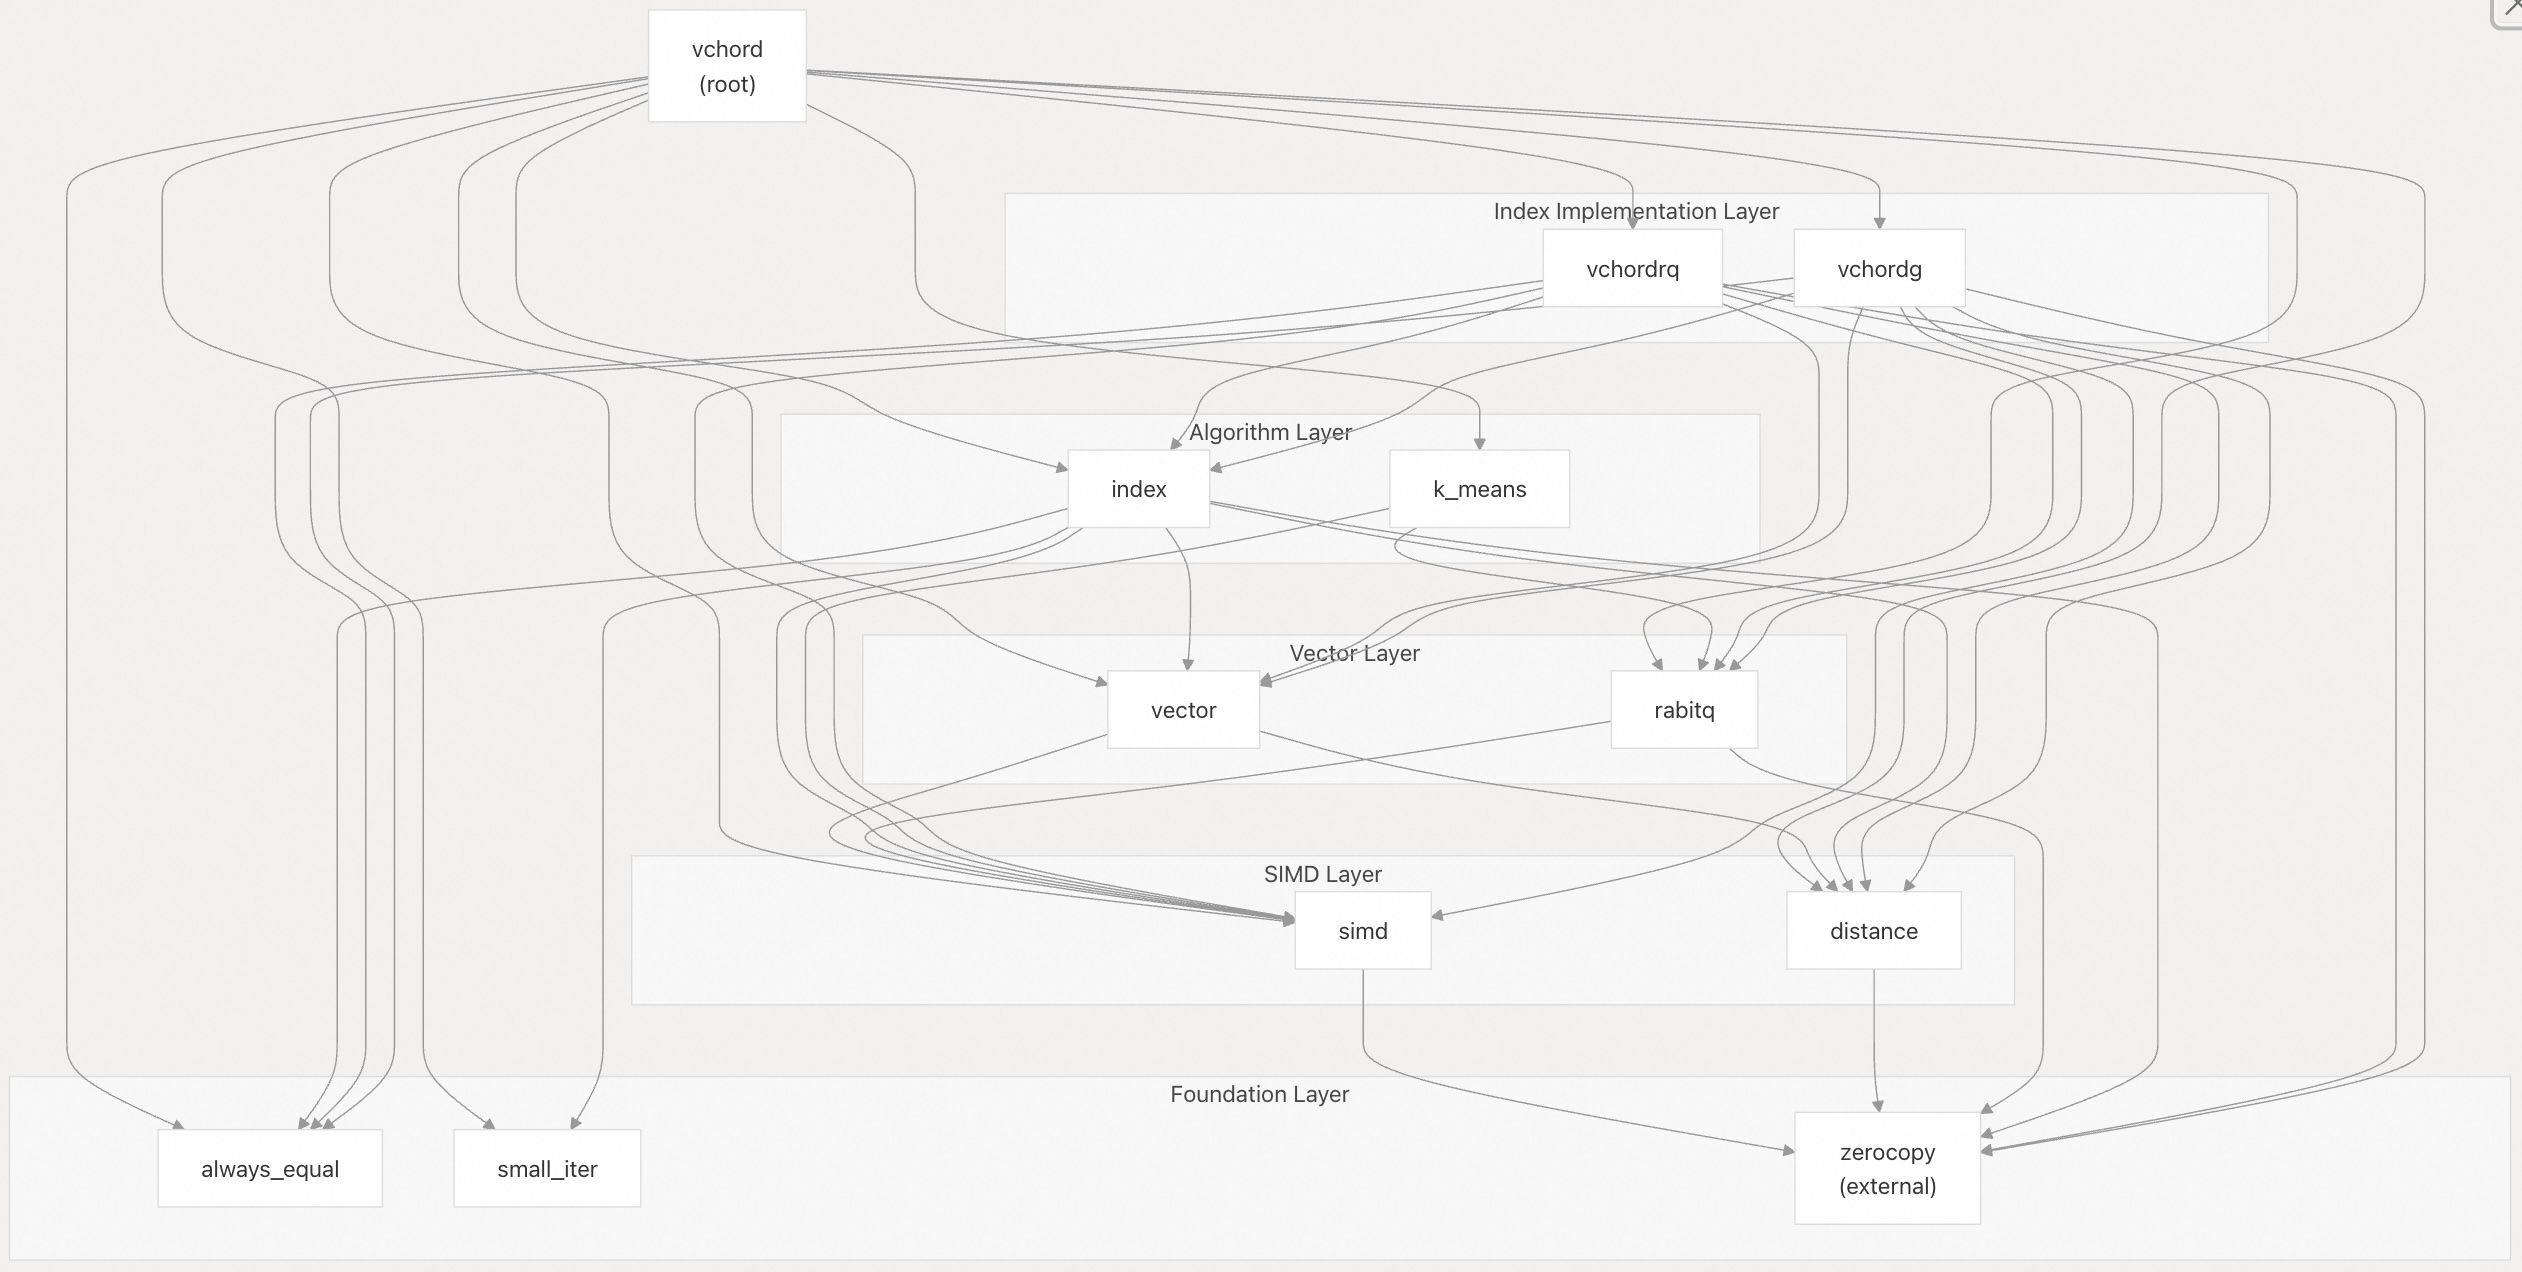 vchord
(root)
Index Implementation Layer
vchordrq
vchordg
Algorithm Layer
index
k_means
Vector Layer
vector
rabitq
SIMD Layer
simd
distance
Foundation Layer
always_equal
small_iter
zerocopy
(external)